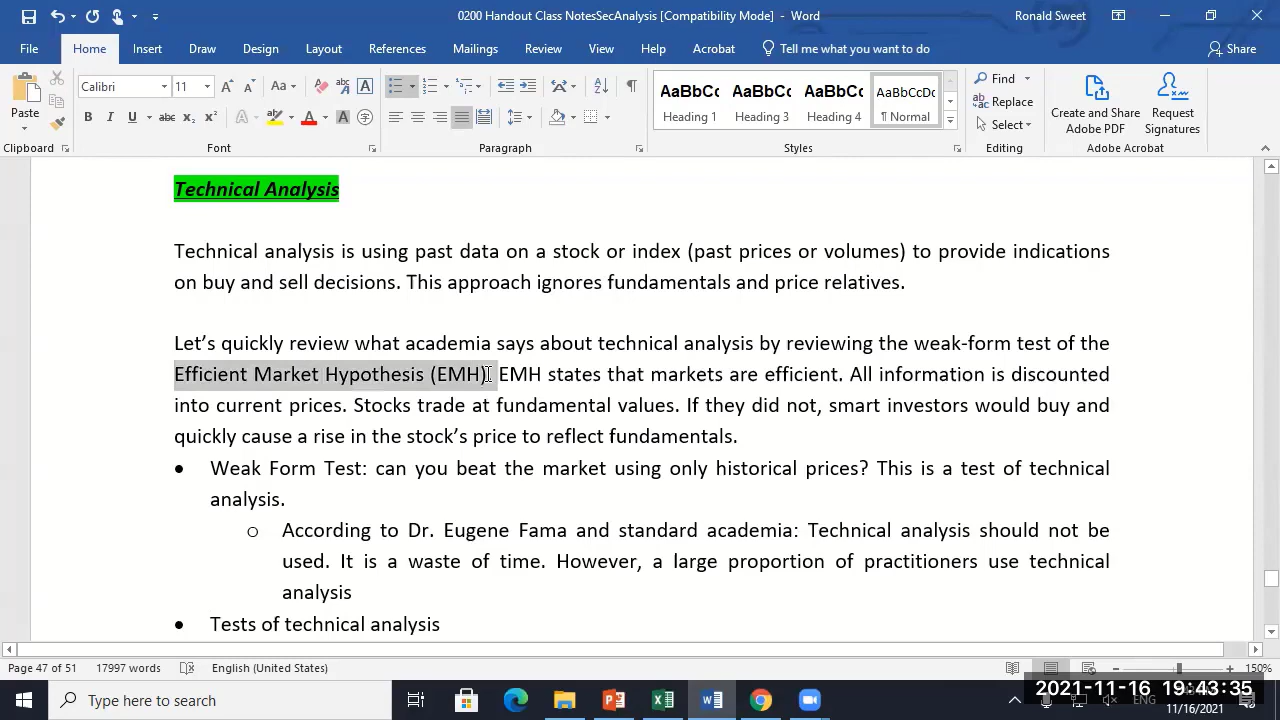 0200 Handout Class NotesSecAnalysis [Compatibility Mode] - Word
Ronald Sweet
File Home Insert Draw Design Layout References Mailings Review View Help Acrobat Tell me what you want to do Share
Paste
Clipboard
Calibri 11
Font
Paragraph
AaBbCc AaBbCc AaBbCc AaBbCcDc
Heading 1 Heading 3 Heading 4 ¶ Normal
Styles
Find
Replace
Select
Editing
Create and Share Adobe PDF
Request Signatures
Adobe Acrobat
Technical Analysis
Technical analysis is using past data on a stock or index (past prices or volumes) to provide indications
on buy and sell decisions. This approach ignores fundamentals and price relatives.
Let’s quickly review what academia says about technical analysis by reviewing the weak-form test of the
Efficient Market Hypothesis (EMH). EMH states that markets are efficient. All information is discounted
into current prices. Stocks trade at fundamental values. If they did not, smart investors would buy and
quickly cause a rise in the stock’s price to reflect fundamentals.
• Weak Form Test: can you beat the market using only historical prices? This is a test of technical
analysis.
o According to Dr. Eugene Fama and standard academia: Technical analysis should not be
used. It is a waste of time. However, a large proportion of practitioners use technical
analysis
• Tests of technical analysis
Page 47 of 51 17997 words English (United States) 150%
Type here to search
2021-11-16 19:43:35
ENG
11/16/2021